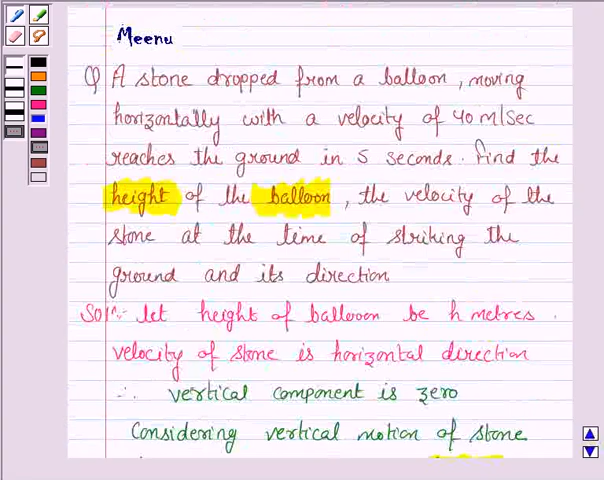 Meenu
Q A stone dropped from a balloon, moving
horizontally with a velocity of 40 m/sec
reaches the ground in 5 seconds. Find the
height of the balloon, the velocity of the
stone at the time of striking the
ground and its direction
Sol^n:- let height of ballooon be h metres.
velocity of stone is horizontal direction
∴ vertical component is zero
Considering vertical motion of stone